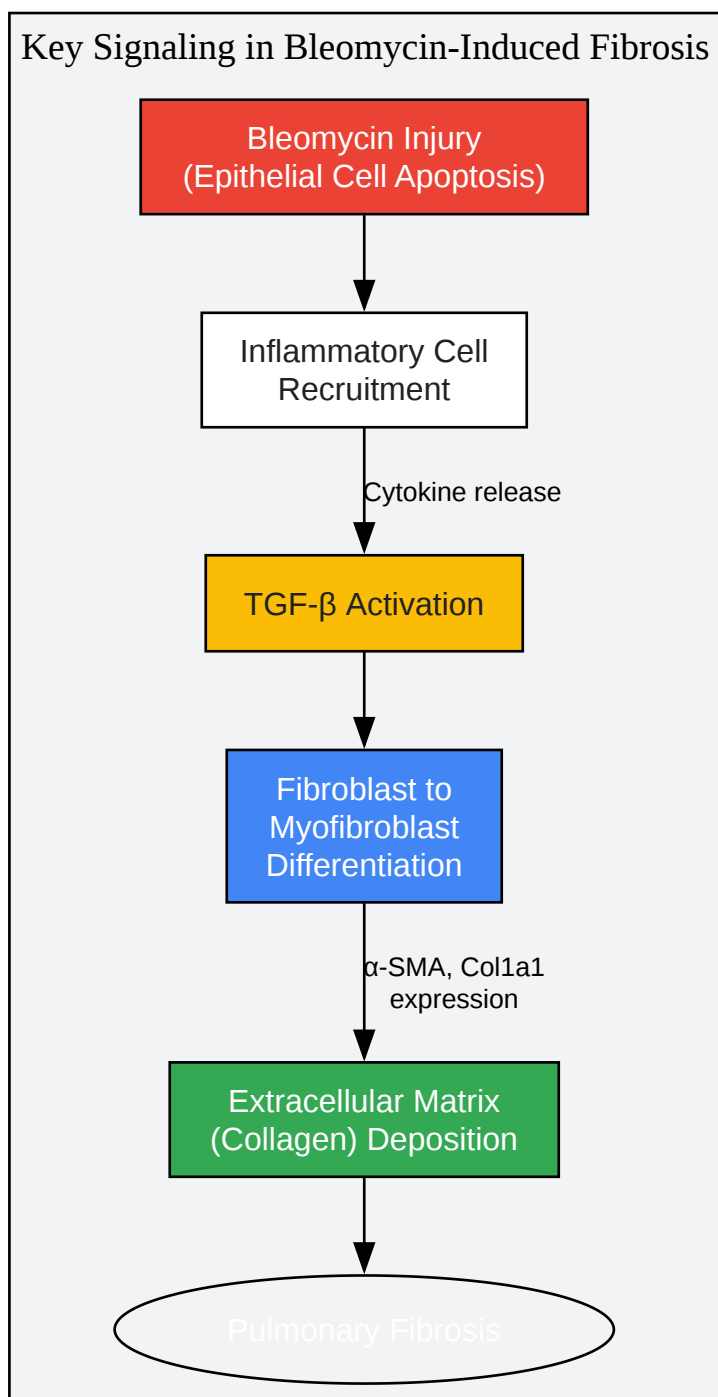 Key Signaling in Bleomycin-Induced Fibrosis
Bleomycin Injury
(Epithelial Cell Apoptosis)
Inflammatory Cell
Recruitment
Cytokine release
TGF-β Activation
Fibroblast to
Myofibroblast
Differentiation
α-SMA, Col1a1
expression
Extracellular Matrix
(Collagen) Deposition
Pulmonary Fibrosis